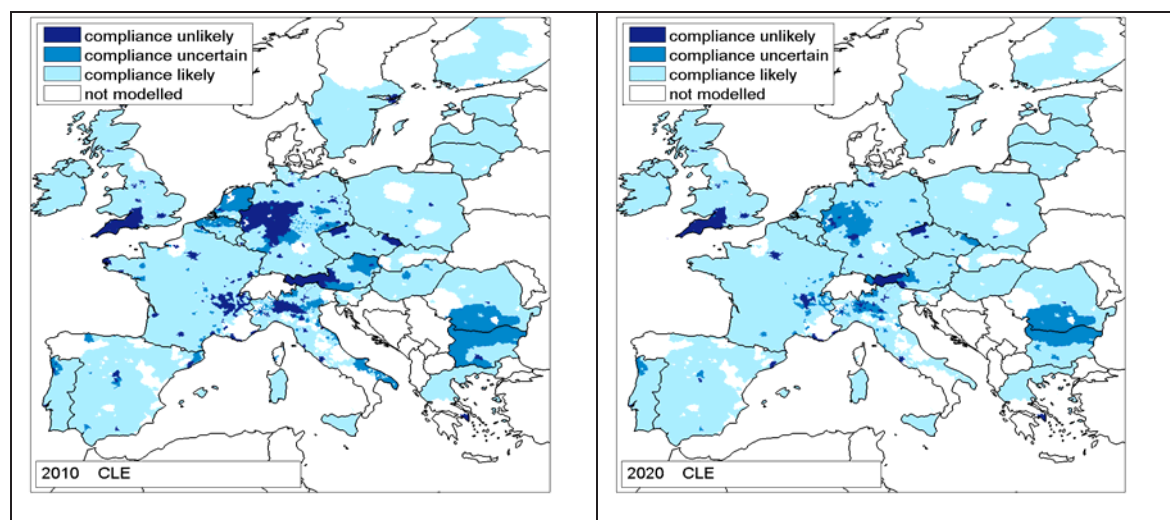 compliance unlikely
compliance uncertain
compliance likely
not modelled
2010 CLE
compliance unlikely
compliance uncertain
compliance likely
not modelled
2020 CLE